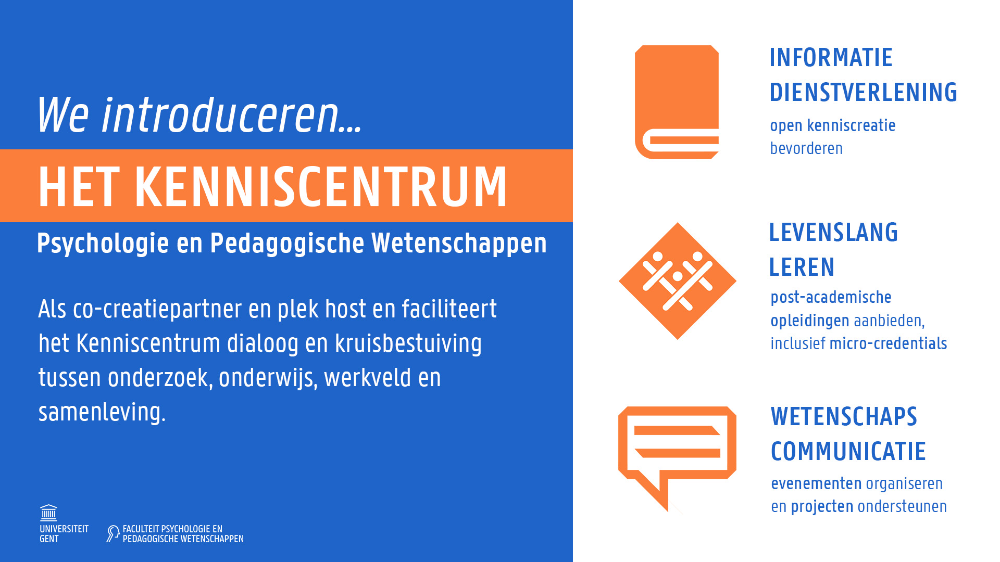 We introduceren...
HET KENNISCENTRUM
Psychologie en Pedagogische Wetenschappen
Als co-creatiepartner en plek host en faciliteert
het Kenniscentrum dialoog en kruisbestuiving
tussen onderzoek, onderwijs, werkveld en
samenleving.
UNIVERSITEIT
GENT
FACULTEIT PSYCHOLOGIE EN
PEDAGOGISCHE WETENSCHAPPEN
INFORMATIE
DIENSTVERLENING
open kenniscreatie
bevorderen
LEVENSLANG
LEREN
post-academische
opleidingen aanbieden,
inclusief micro-credentials
WETENSCHAPS
COMMUNICATIE
evenementen organiseren
en projecten ondersteunen